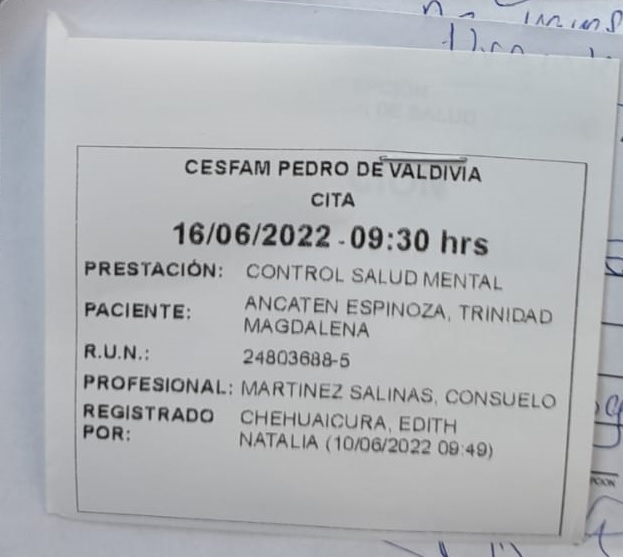 CESFAM PEDRO DE VALDIVIA
CITA
16/06/2022 - 09:30 hrs
PRESTACIÓN: CONTROL SALUD MENTAL
PACIENTE: ANCATEN ESPINOZA, TRINIDAD
MAGDALENA
R.U.N.: 24803688-5
PROFESIONAL: MARTINEZ SALINAS, CONSUELO
REGISTRADO CHEHUAICURA, EDITH
POR: NATALIA (10/06/2022 09:49)